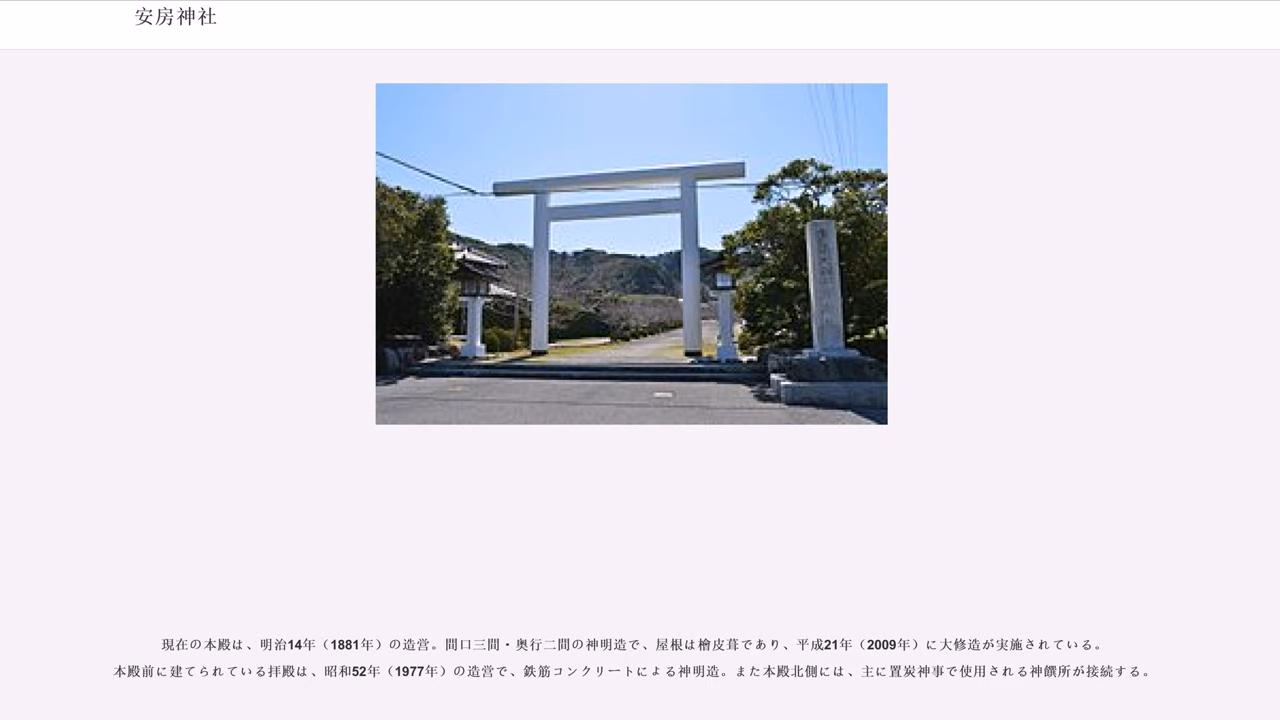 安房神社
現在の本殿は、明治14年（1881年）の造営。間口三間・奥行二間の神明造で、屋根は檜皮葺であり、平成21年（2009年）に大修造が実施されている。
本殿前に建てられている拝殿は、昭和52年（1977年）の造営で、鉄筋コンクリートによる神明造。また本殿北側には、主に置炭神事で使用される神饌所が接続する。